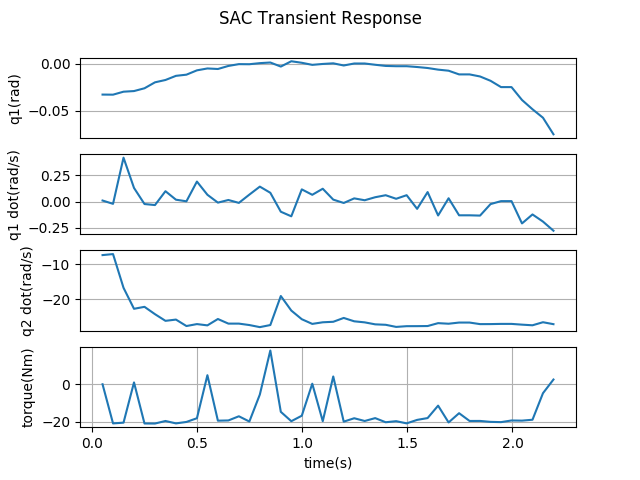 SAC Transient Response
q1(rad)
0.00
−0.05
q1 dot(rad/s)
0.25
0.00
−0.25
q2 dot(rad/s)
−10
−20
torque(Nm)
0
−20
0.0 0.5 1.0 1.5 2.0
time(s)